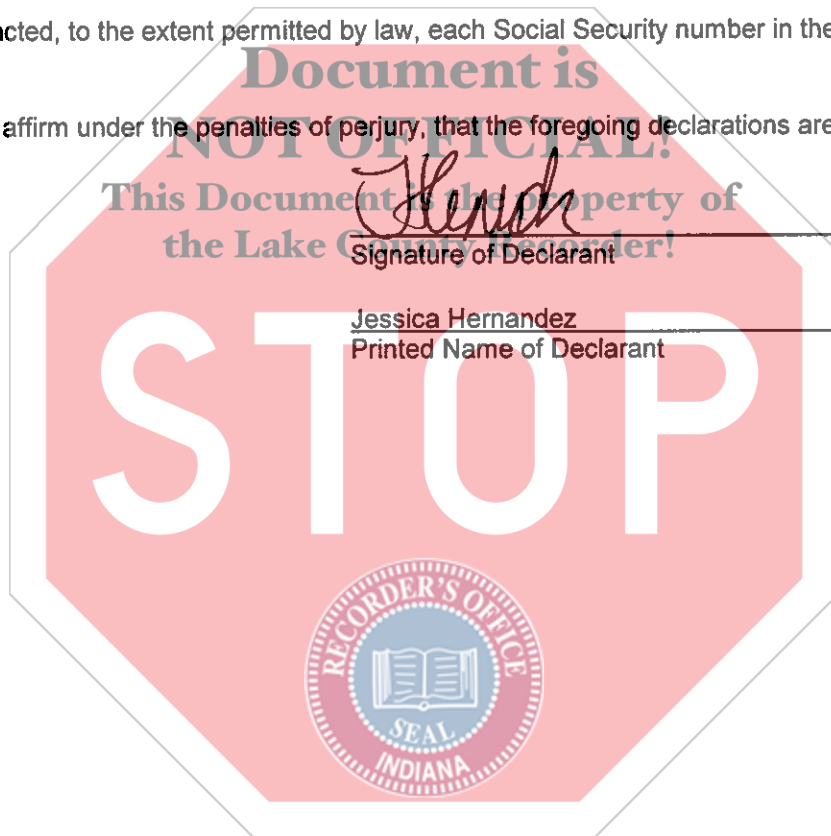 acted, to the extent permitted by law, each Social Security number in the
Document is
affirm under the penalties of perjury, that the foregoing declarations are
NOT OFFICIAL!
This Document is the property of
the Lake County Recorder!
Signature of Declarant
Jessica Hernandez
Printed Name of Declarant
STOP
RECORDER'S OFFICE
SEAL
INDIANA